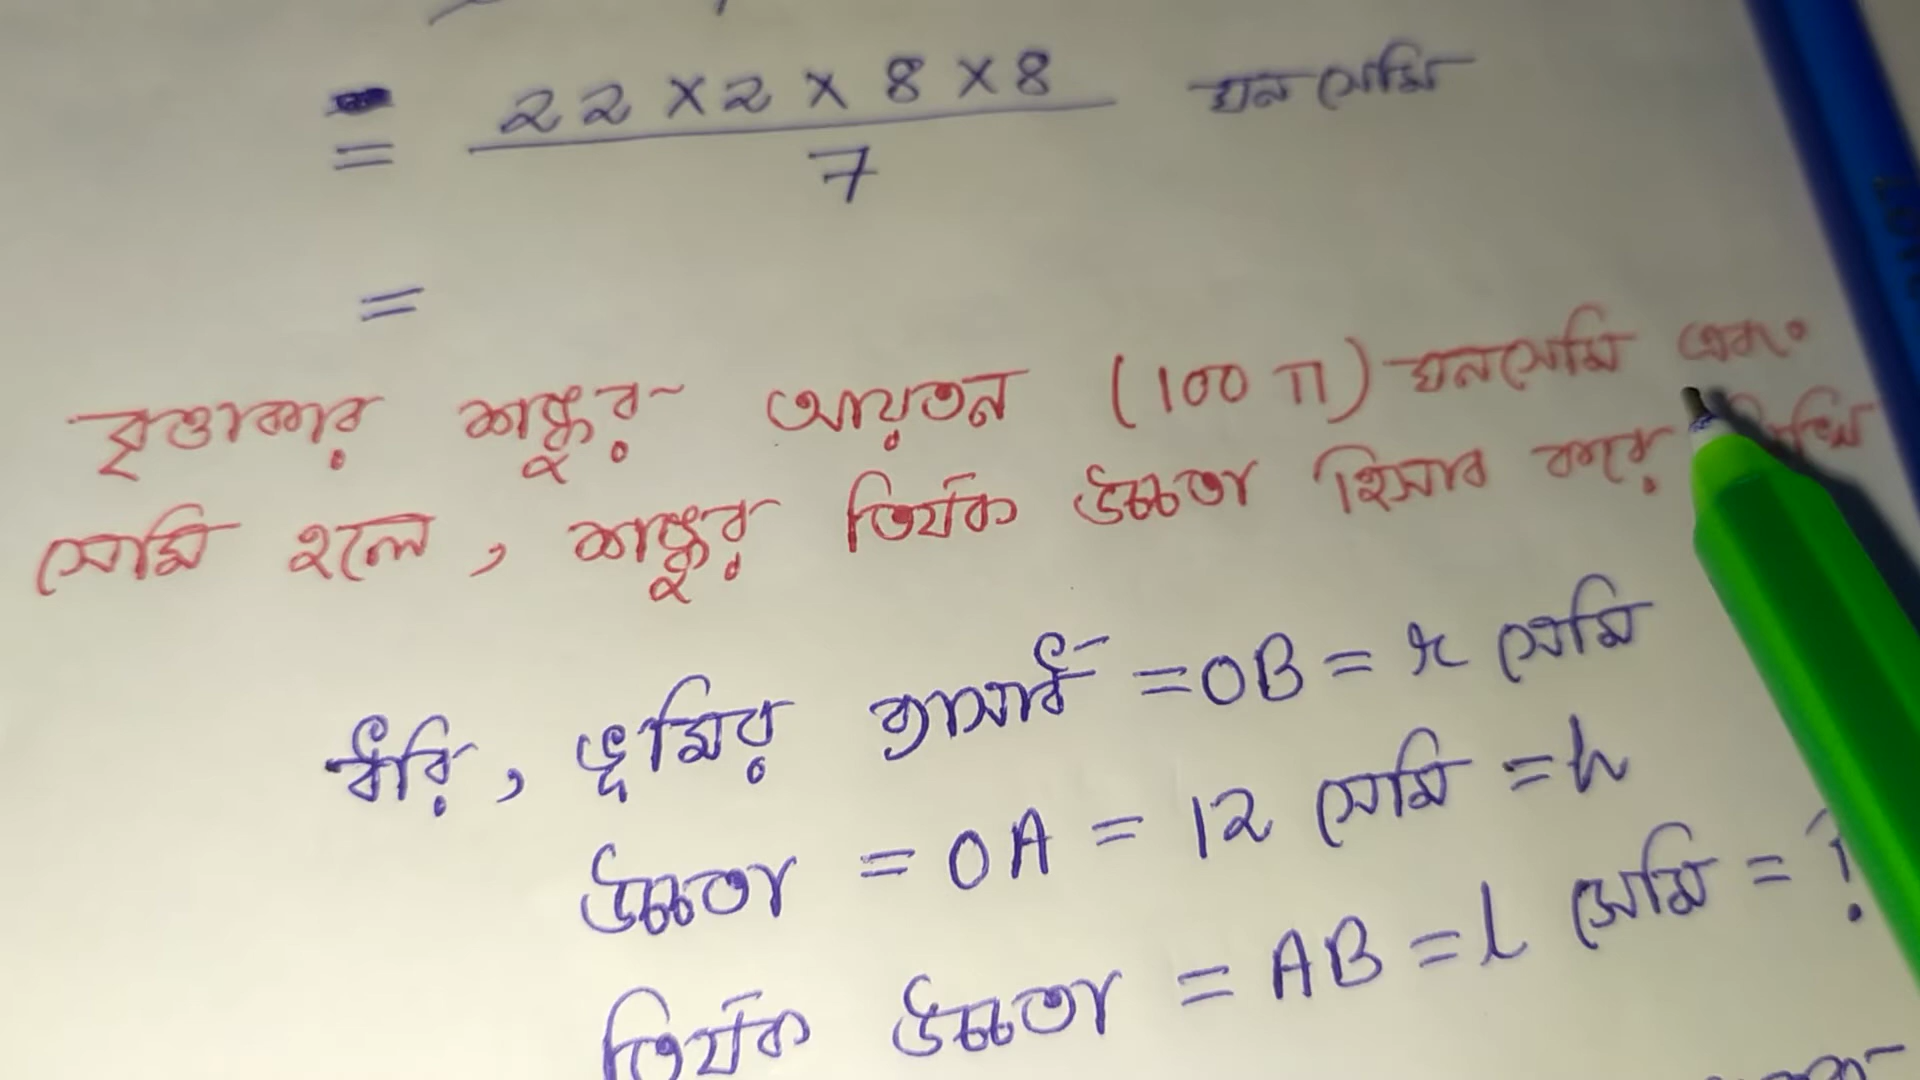 = 22 × 2 × 8 × 8 / 7 ঘন সেমি
=
বৃত্তাকার শঙ্কুর আয়তন (100 π) ঘনসেমি এবং
সেমি হলে, শঙ্কুর তির্যক উচ্চতা হিসাব করে
ধরি, ভূমির ব্যাসার্ধ = OB = r সেমি
উচ্চতা = OA = 12 সেমি = h
তির্যক উচ্চতা = AB = l সেমি = ?